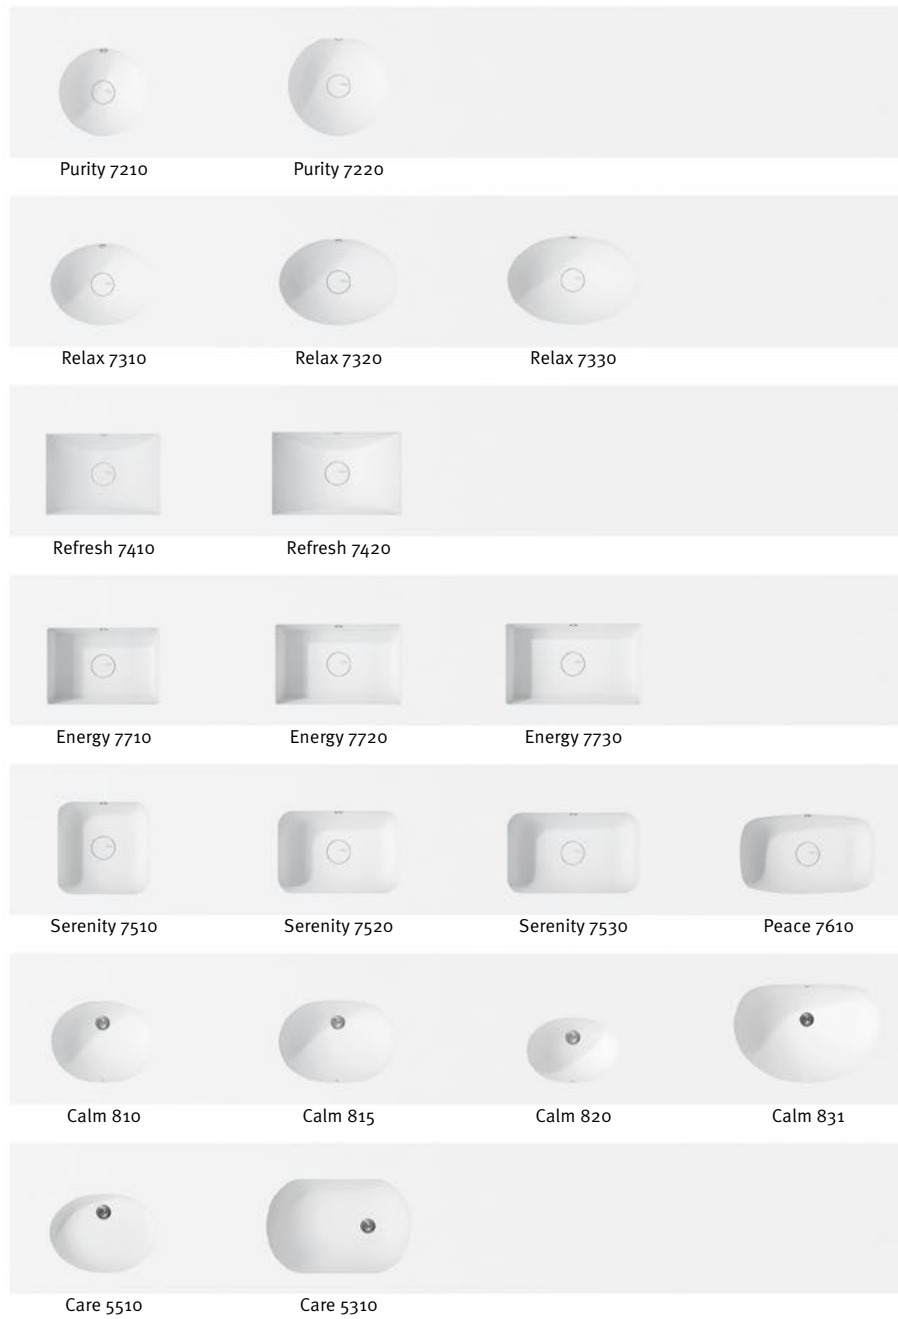 Purity 7210 Purity 7220
Relax 7310 Relax 7320 Relax 7330
Refresh 7410 Refresh 7420
Energy 7710 Energy 7720 Energy 7730
Serenity 7510 Serenity 7520 Serenity 7530 Peace 7610
Calm 810 Calm 815 Calm 820 Calm 831
Care 5510 Care 5310